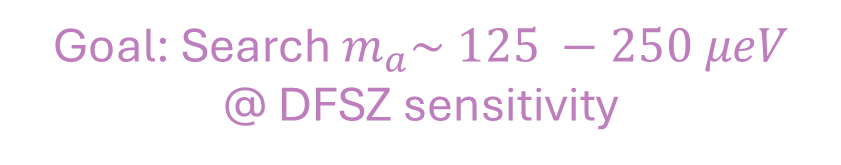 Goal: Search mₐ~ 125 − 250 μeV
@ DFSZ sensitivity